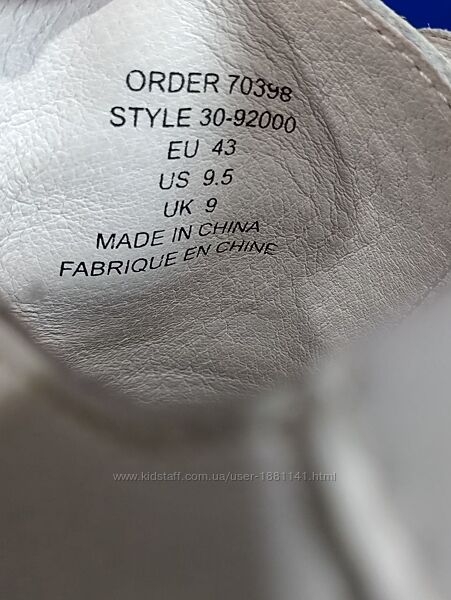 ORDER 70398
STYLE 30-92000
EU 43
US 9.5
UK 9
MADE IN CHINA
FABRIQUE EN CHINE
www.kidstaff.com.ua/user-1881141.html